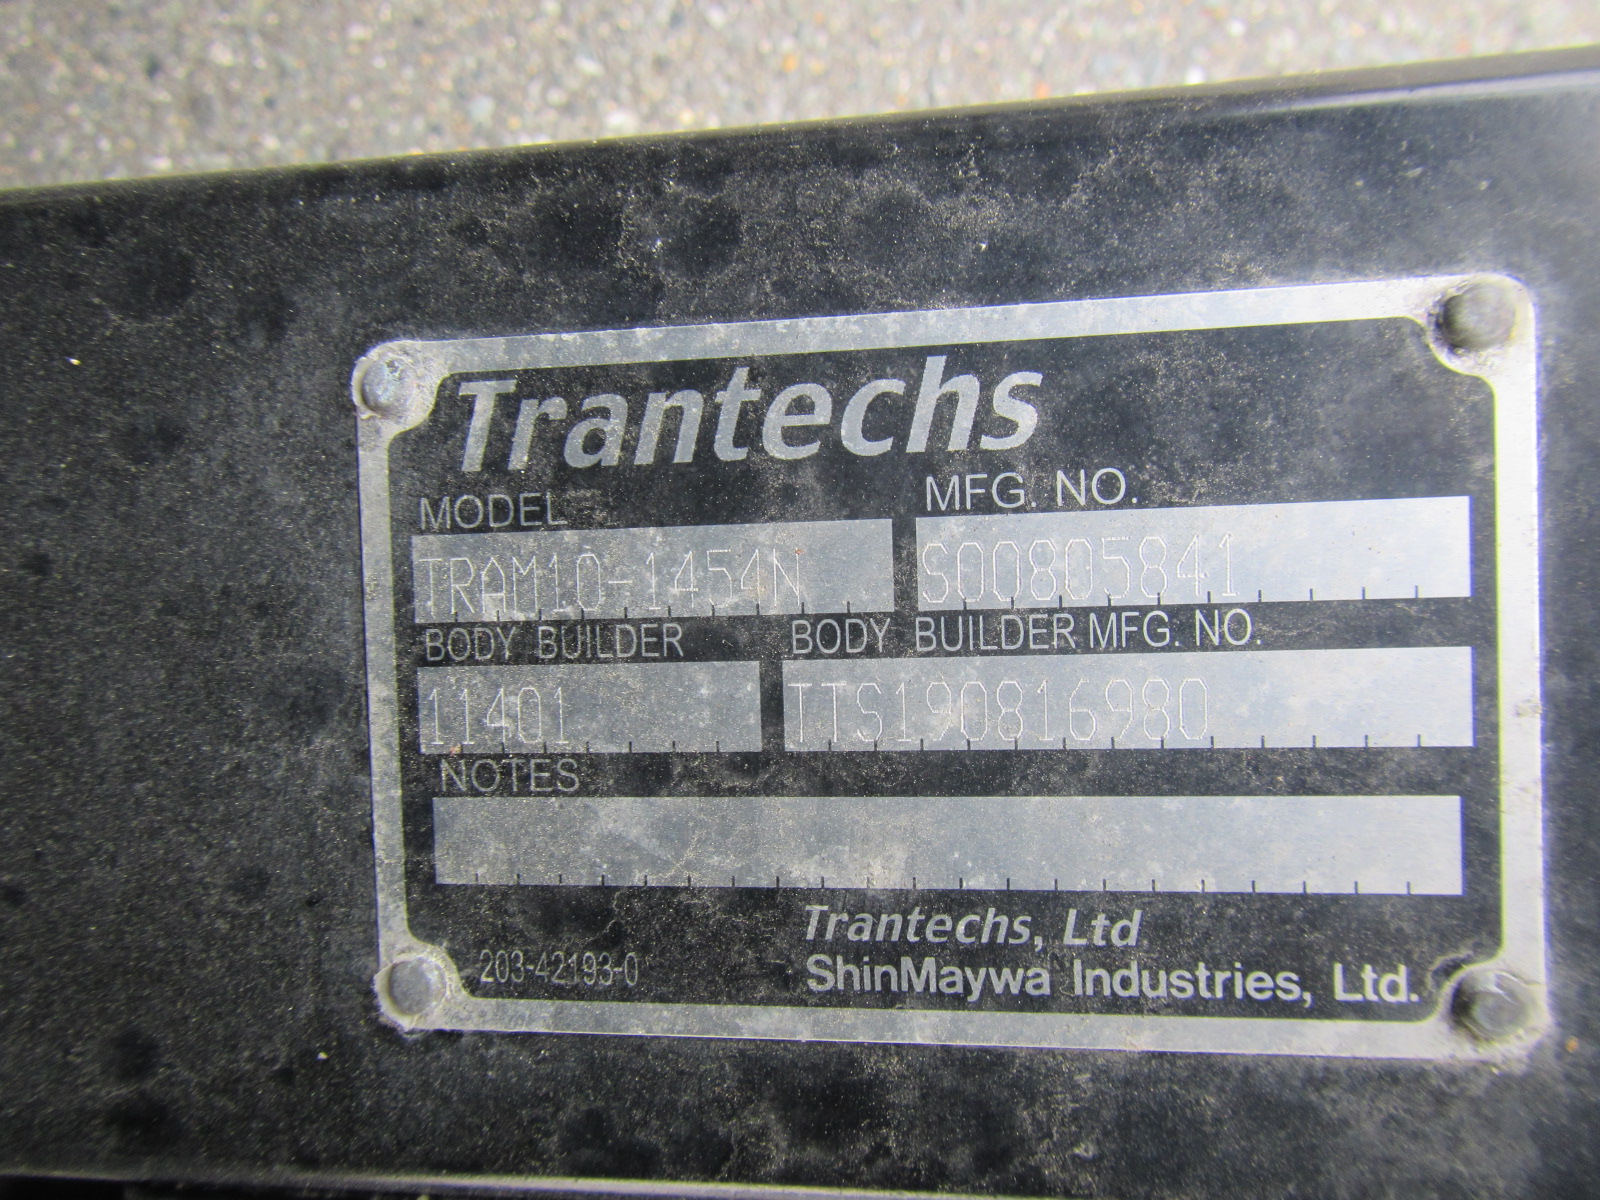 Trantechs
MODEL MFG. NO.
TRAM10-1454N S00805841
BODY BUILDER BODY BUILDER MFG. NO.
11401 TTS190816980
NOTES
Trantechs, Ltd
203-42193-0 ShinMaywa Industries, Ltd.